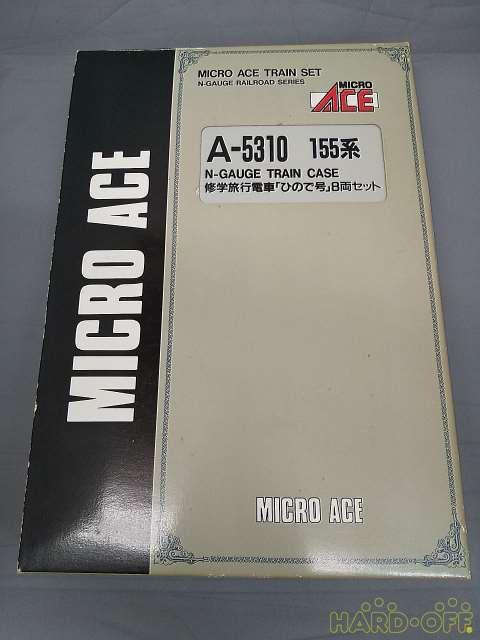 MICRO ACE TRAIN SET
N-GAUGE RAILROAD SERIES
MICRO
ACE
A-5310 155系
N-GAUGE TRAIN CASE
修学旅行電車「ひので号」8両セット
MICRO ACE
MICRO ACE
HARD-OFF